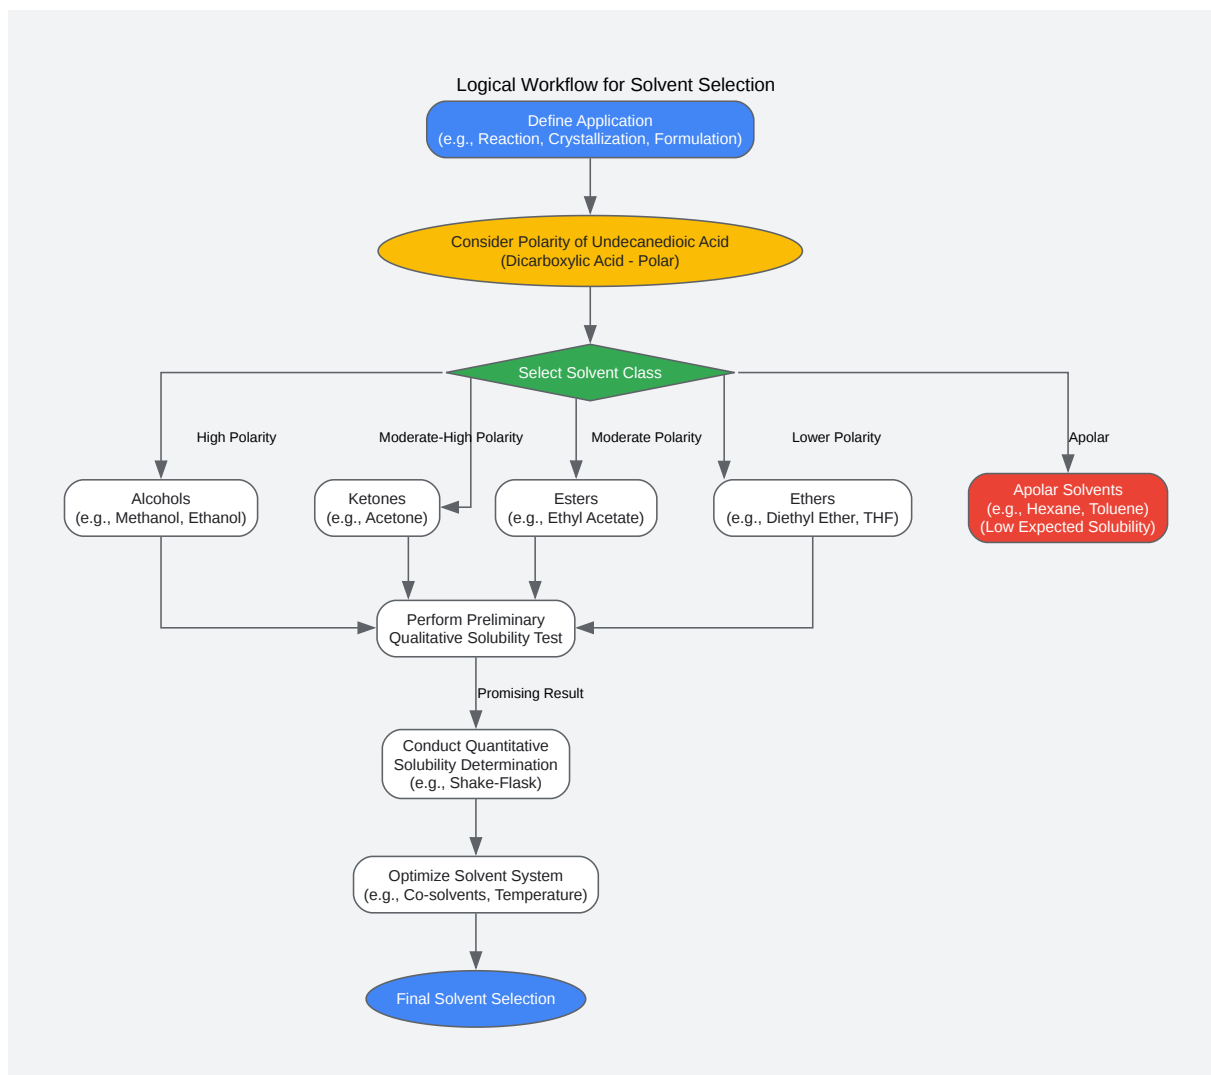 Logical Workflow for Solvent Selection
Define Application
(e.g., Reaction, Crystallization, Formulation)
Consider Polarity of Undecanedioic Acid
(Dicarboxylic Acid - Polar)
Select Solvent Class
High Polarity
Moderate-High Polarity
Moderate Polarity
Lower Polarity
Apolar
Alcohols
(e.g., Methanol, Ethanol)
Ketones
(e.g., Acetone)
Esters
(e.g., Ethyl Acetate)
Ethers
(e.g., Diethyl Ether, THF)
Apolar Solvents
(e.g., Hexane, Toluene)
(Low Expected Solubility)
Perform Preliminary
Qualitative Solubility Test
Promising Result
Conduct Quantitative
Solubility Determination
(e.g., Shake-Flask)
Optimize Solvent System
(e.g., Co-solvents, Temperature)
Final Solvent Selection